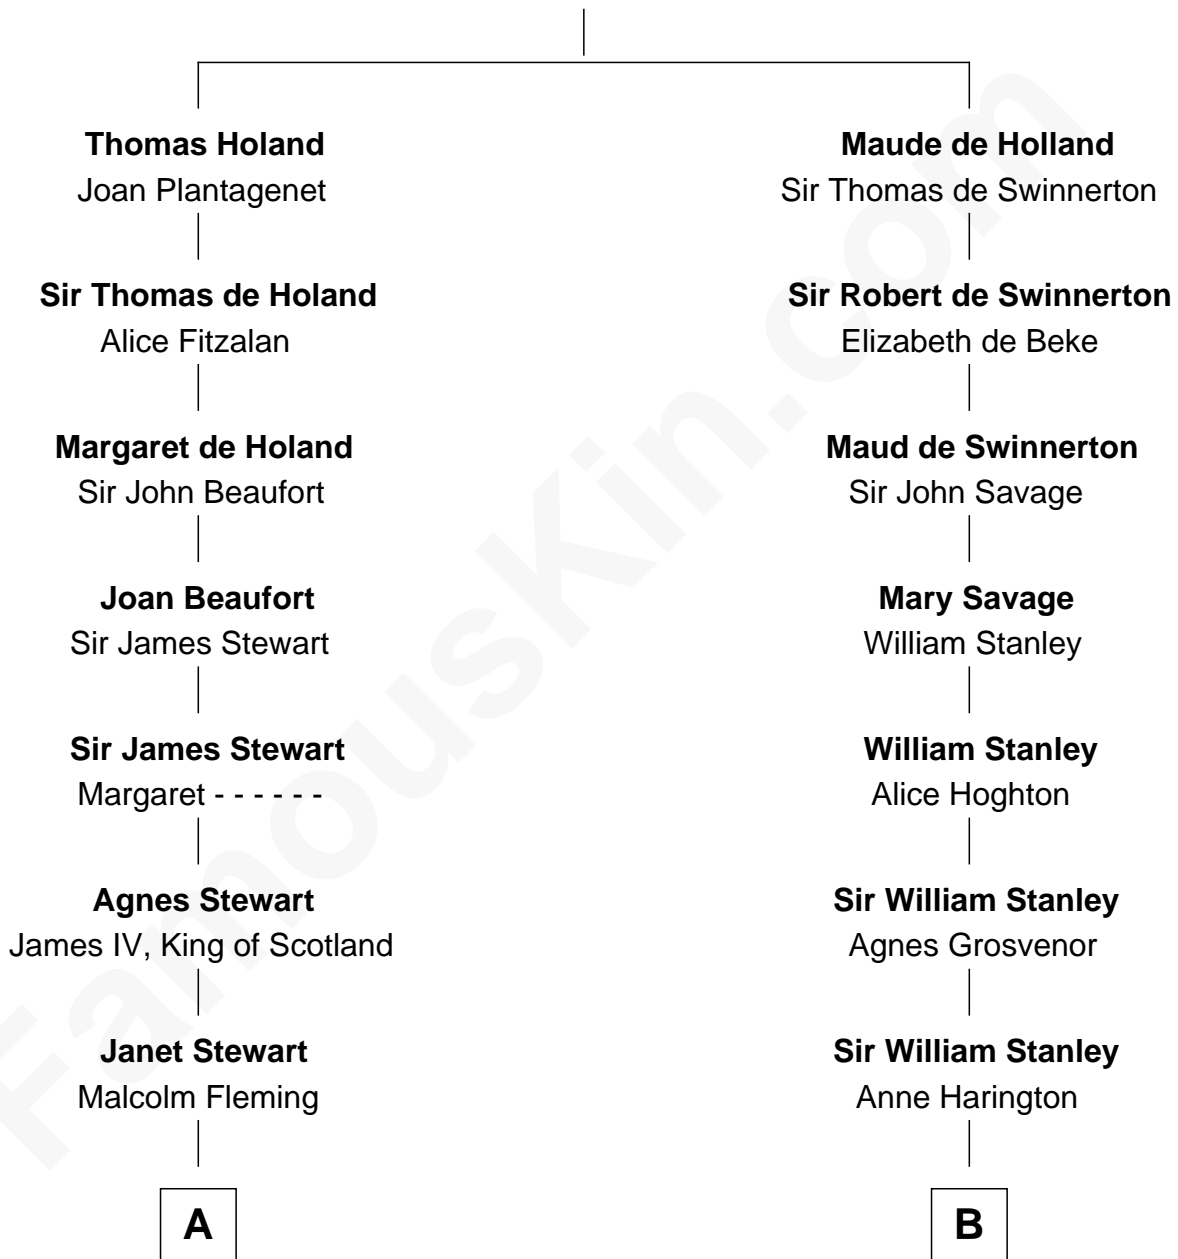 Thomas Holand
Joan Plantagenet
Sir Thomas de Holand
Alice Fitzalan
Margaret de Holand
Sir John Beaufort
Joan Beaufort
Sir James Stewart
Sir James Stewart
Margaret - - - - - -
Agnes Stewart
James IV, King of Scotland
Janet Stewart
Malcolm Fleming
A
Maude de Holland
Sir Thomas de Swinnerton
Sir Robert de Swinnerton
Elizabeth de Beke
Maud de Swinnerton
Sir John Savage
Mary Savage
William Stanley
William Stanley
Alice Hoghton
Sir William Stanley
Agnes Grosvenor
Sir William Stanley
Anne Harington
B
FamousKin.com